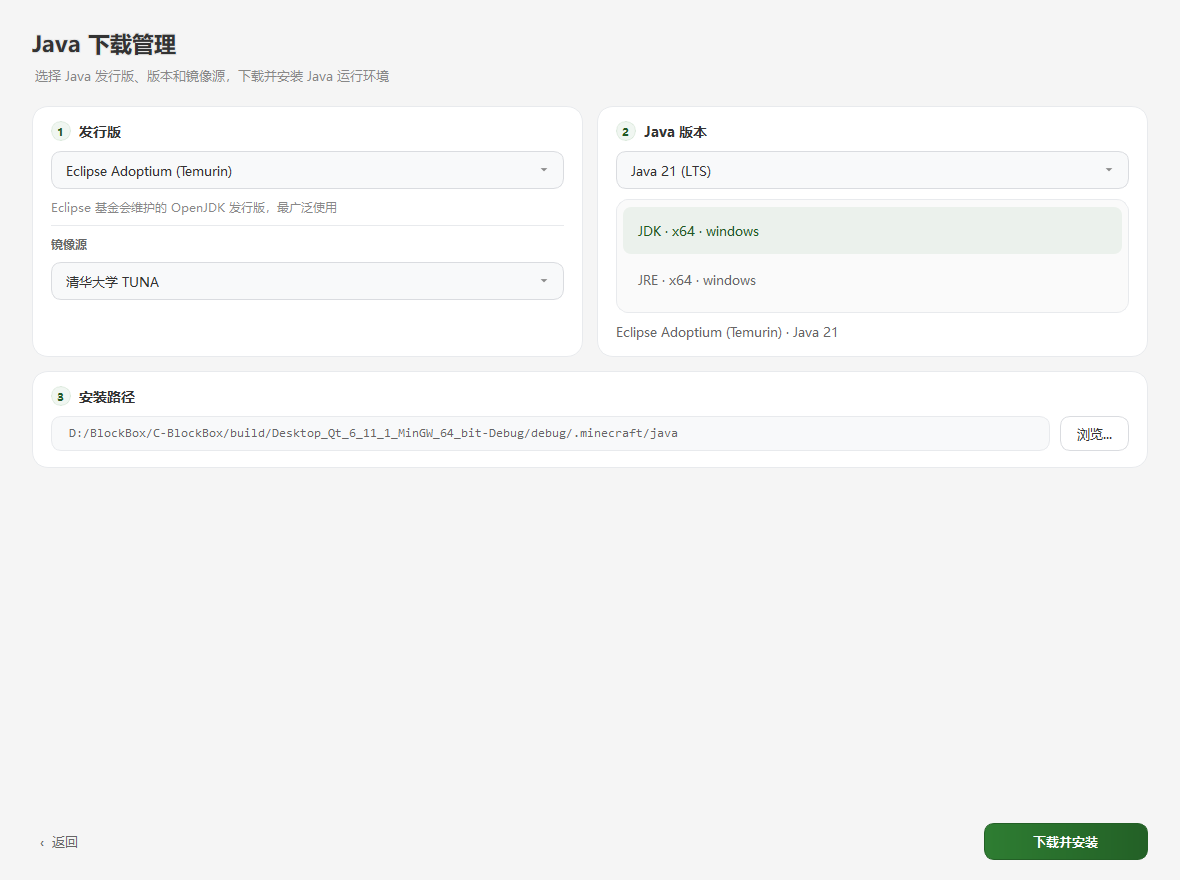 Java 下载管理
选择 Java 发行版、版本和镜像源，下载并安装 Java 运行环境
1 发行版
Eclipse Adoptium (Temurin)
Eclipse 基金会维护的 OpenJDK 发行版，最广泛使用
镜像源
清华大学 TUNA
2 Java 版本
Java 21 (LTS)
JDK · x64 · windows
JRE · x64 · windows
Eclipse Adoptium (Temurin) · Java 21
3 安装路径
D:/BlockBox/C-BlockBox/build/Desktop_Qt_6_11_1_MinGW_64_bit-Debug/debug/.minecraft/java
浏览...
‹ 返回
下载并安装